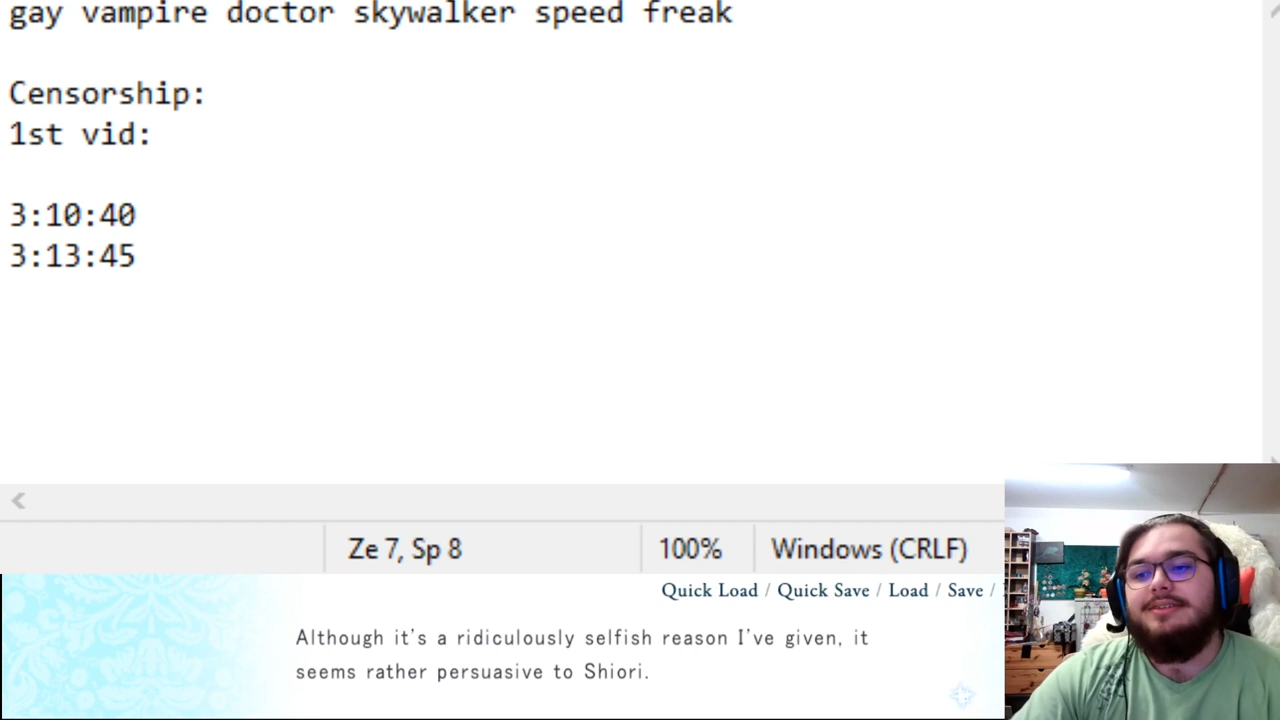 gay vampire doctor skywalker speed freak
Censorship:
1st vid:
3:10:40
3:13:45
Ze 7, Sp 8
100%
Windows (CRLF)
Quick Load / Quick Save / Load / Save /
Although it's a ridiculously selfish reason I've given, it
seems rather persuasive to Shiori.